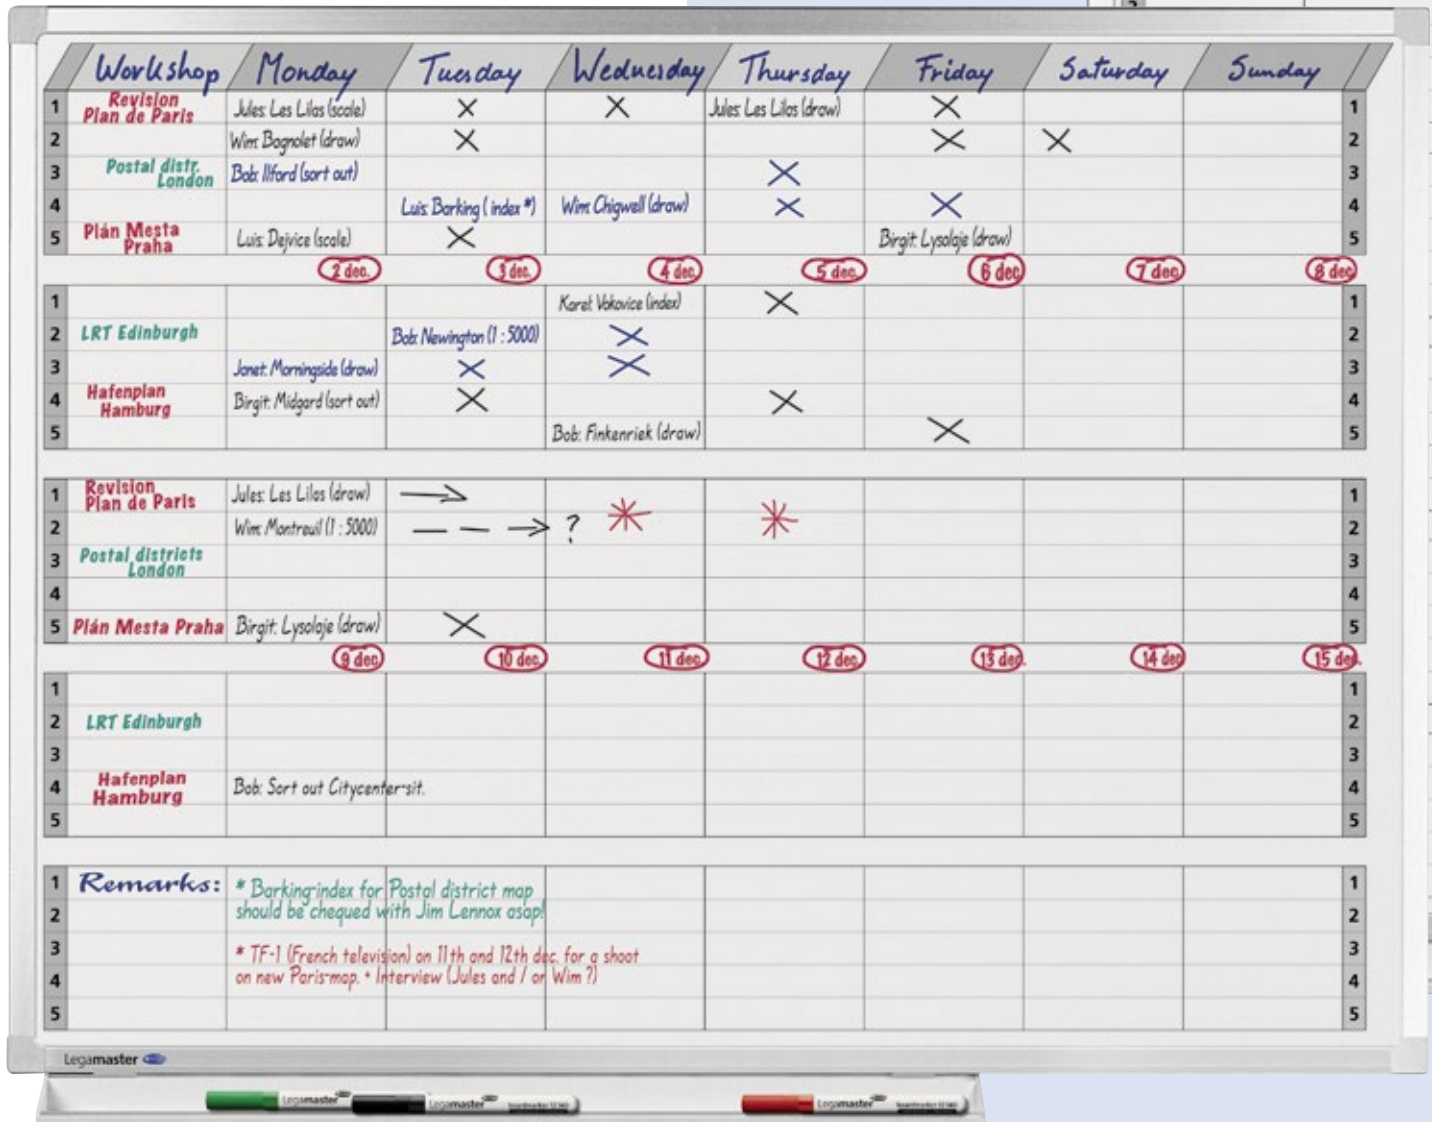 Workshop Monday Tuesday Wednesday Thursday Friday Saturday Sunday
1 Revision Plan de Paris Jules: Les Lilas (scale) X X Jules: Les Lilas (draw) X 1
2 Wim: Bagnolet (draw) X X X 2
3 Postal distr. London Bob: Ilford (sort out) X 3
4 Luis: Barking (index *) Wim: Chigwell (draw) X X 4
5 Plán Mesta Praha Luis: Dejvice (scale) X Birgit: Lysolaje (draw) 5
2 dec. 3 dec. 4 dec. 5 dec. 6 dec 7 dec. 8 dec
1 Karel: Vokovice (index) X 1
2 LRT Edinburgh Bob: Newington (1 : 5000) X 2
3 Janet: Morningside (draw) X X 3
4 Hafenplan Hamburg Birgit: Midgard (sort out) X X 4
5 Bob: Finkenriek (draw) X 5
1 Revision Plan de Paris Jules: Les Lilas (draw) → * * 1
2 Wim: Montreuil (1 : 5000) — — → ? 2
3 Postal districts London 3
4 4
5 Plán Mesta Praha Birgit: Lysolaje (draw) X 5
9 dec 10 dec. 11 dec 12 dec. 13 dec. 14 dec 15 dec.
1 1
2 LRT Edinburgh 2
3 3
4 Hafenplan Hamburg Bob: Sort out Citycenter-sit. 4
5 5
1 Remarks: * Barking-index for Postal district map 1
2 should be chequed with Jim Lennox asap! 2
3 * TF-1 (French television) on 11th and 12th dec. for a shoot 3
4 on new Paris-map. + Interview (Jules and / or Wim ?) 4
5 5
Legamaster
Legamaster Legamaster Legamaster